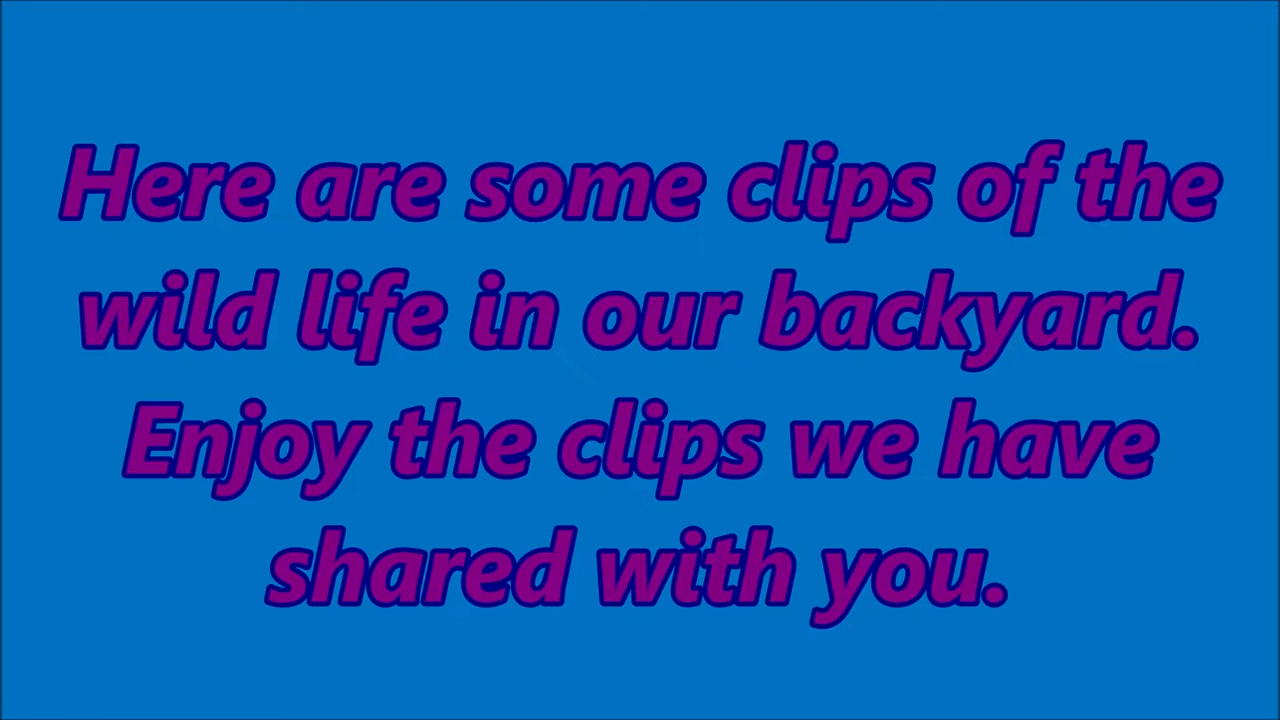 Here are some clips of the
wild life in our backyard.
Enjoy the clips we have
shared with you.